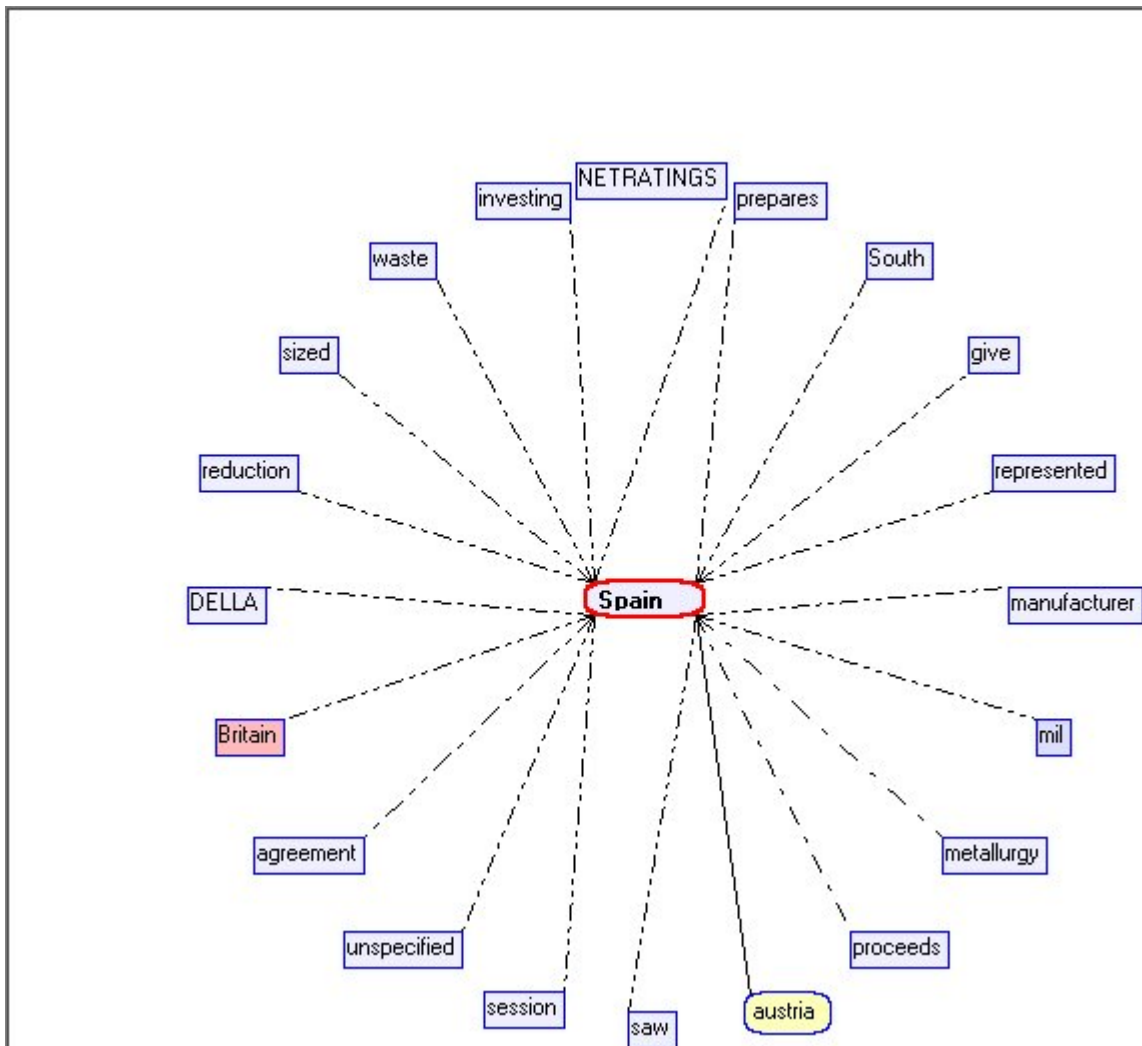 NETRATINGS
investing
prepares
waste
South
sized
give
reduction
represented
Spain
DELLA
manufacturer
Britain
mil
agreement
metallurgy
unspecified
proceeds
session
austria
saw